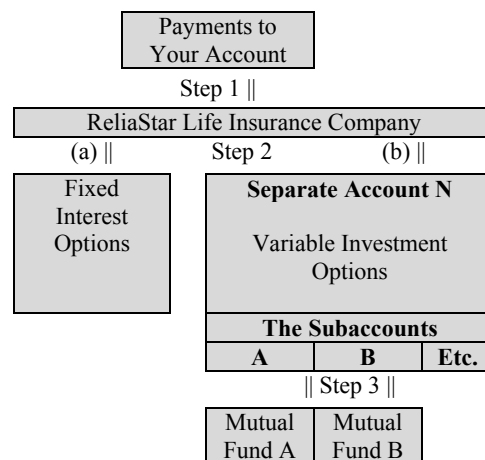 Payments to
Your Account
Step 1 ||
ReliaStar Life Insurance Company
(a) || Step 2 (b) ||
Fixed
Interest
Options
Separate Account N
Variable Investment
Options
The Subaccounts
A B Etc.
|| Step 3 ||
Mutual
Fund A
Mutual
Fund B